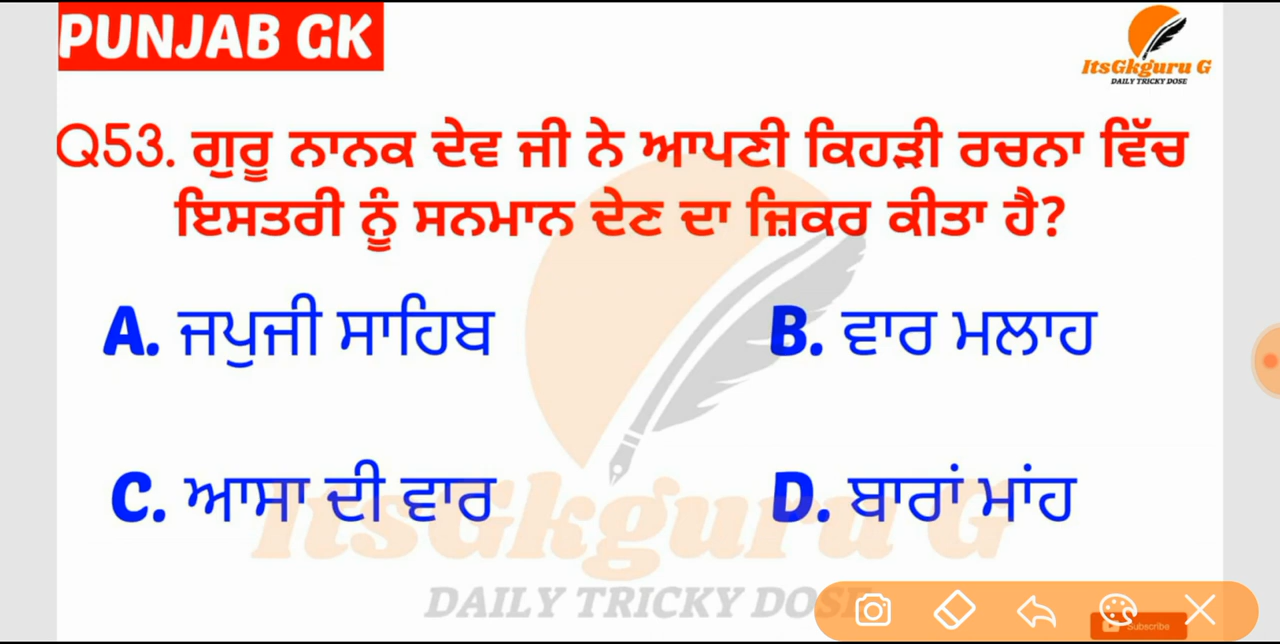 PUNJAB GK
ItsGkguru G
DAILY TRICKY DOSE
Q53. ਗੁਰੂ ਨਾਨਕ ਦੇਵ ਜੀ ਨੇ ਆਪਣੀ ਕਿਹੜੀ ਰਚਨਾ ਵਿੱਚ
ਇਸਤਰੀ ਨੂੰ ਸਨਮਾਨ ਦੇਣ ਦਾ ਜ਼ਿਕਰ ਕੀਤਾ ਹੈ?
A. ਜਪੁਜੀ ਸਾਹਿਬ
B. ਵਾਰ ਮਲਾਹ
C. ਆਸਾ ਦੀ ਵਾਰ
D. ਬਾਰਾਂ ਮਾਂਹ
ItsGkguru G
DAILY TRICKY DOSE
Subscribe